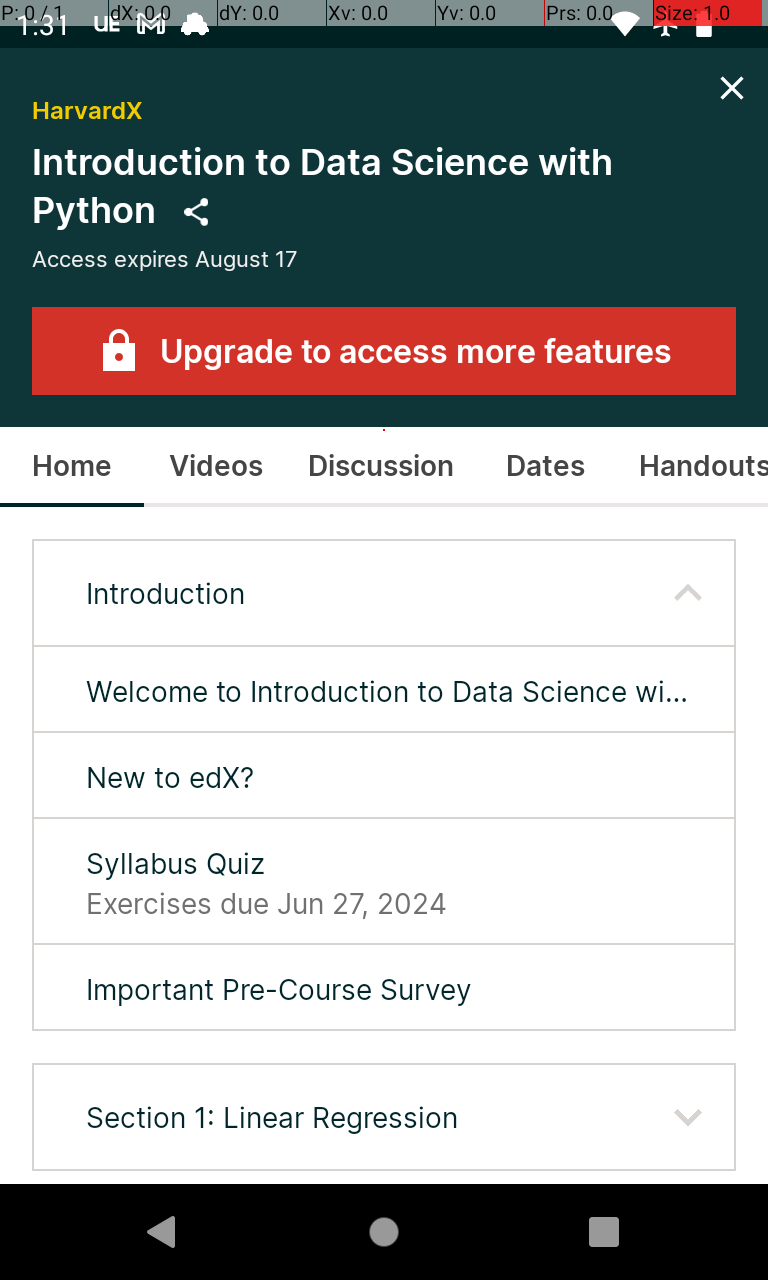 P: 0 / 1 dX: 0.0 dY: 0.0 Xv: 0.0 Yv: 0.0 Prs: 0.0 Size: 1.0
1:31 UE
HarvardX
Introduction to Data Science with
Python
Access expires August 17
Upgrade to access more features
Home Videos Discussion Dates Handouts
Introduction
Welcome to Introduction to Data Science wi...
New to edX?
Syllabus Quiz
Exercises due Jun 27, 2024
Important Pre-Course Survey
Section 1: Linear Regression